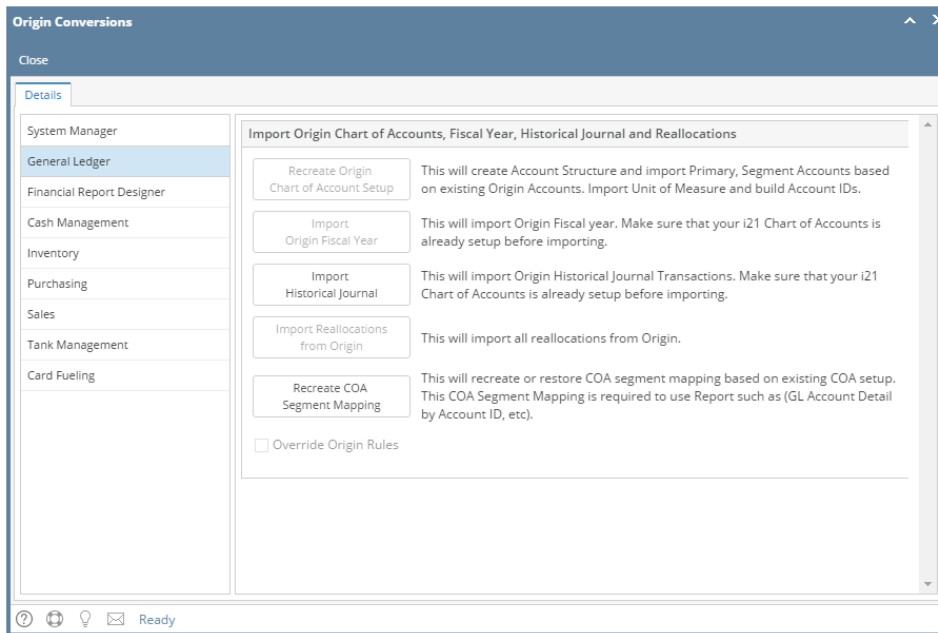 Origin Conversions
Close
Details
System Manager
General Ledger
Financial Report Designer
Cash Management
Inventory
Purchasing
Sales
Tank Management
Card Fueling
Import Origin Chart of Accounts, Fiscal Year, Historical Journal and Reallocations
Recreate Origin
Chart of Account Setup
This will create Account Structure and import Primary, Segment Accounts based
on existing Origin Accounts. Import Unit of Measure and build Account IDs.
Import
Origin Fiscal Year
This will import Origin Fiscal year. Make sure that your i21 Chart of Accounts is
already setup before importing.
Import
Historical Journal
This will import Origin Historical Journal Transactions. Make sure that your i21
Chart of Accounts is already setup before importing.
Import Reallocations
from Origin
This will import all reallocations from Origin.
Recreate COA
Segment Mapping
This will recreate or restore COA segment mapping based on existing COA setup.
This COA Segment Mapping is required to use Report such as (GL Account Detail
by Account ID, etc).
Override Origin Rules
Ready